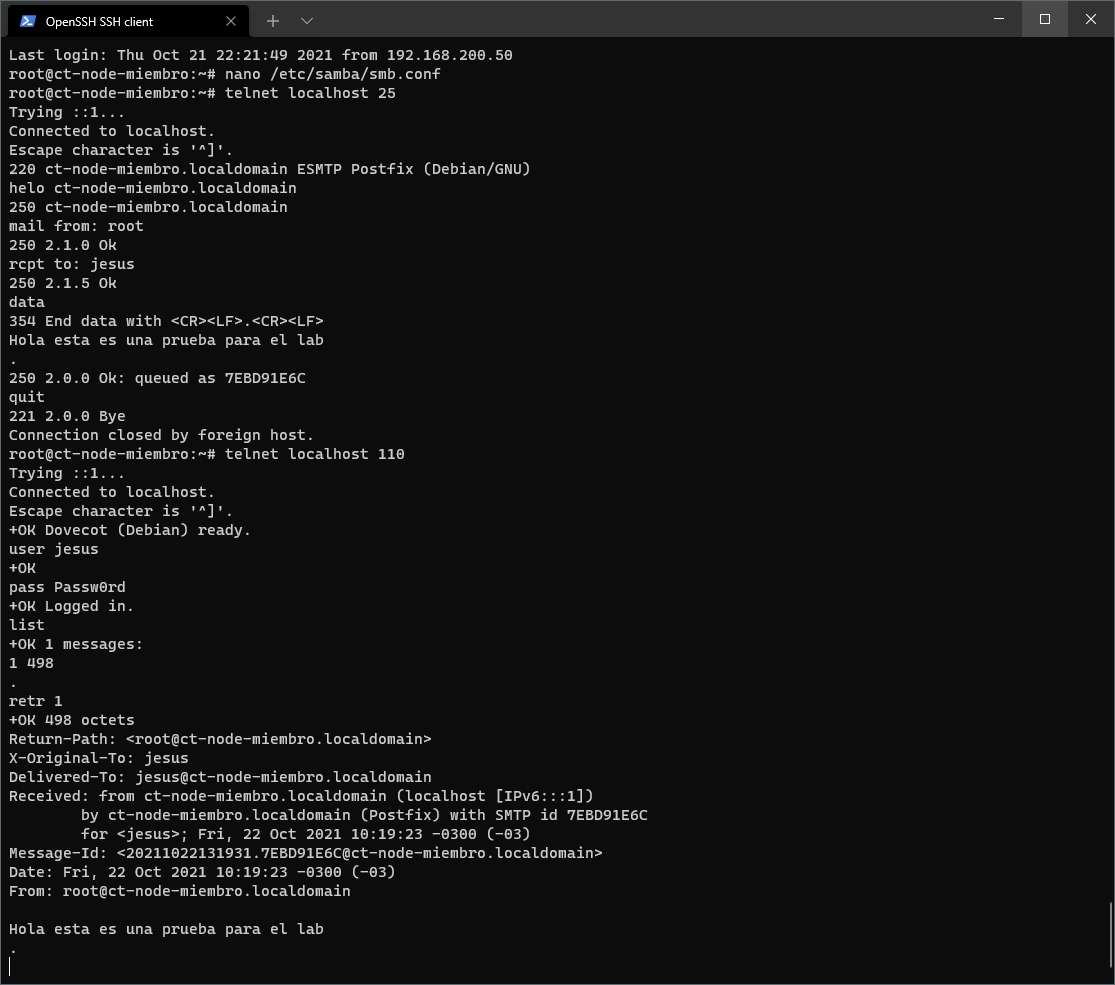 OpenSSH SSH client
Last login: Thu Oct 21 22:21:49 2021 from 192.168.200.50
root@ct-node-miembro:~# nano /etc/samba/smb.conf
root@ct-node-miembro:~# telnet localhost 25
Trying ::1...
Connected to localhost.
Escape character is '^]'.
220 ct-node-miembro.localdomain ESMTP Postfix (Debian/GNU)
helo ct-node-miembro.localdomain
250 ct-node-miembro.localdomain
mail from: root
250 2.1.0 Ok
rcpt to: jesus
250 2.1.5 Ok
data
354 End data with <CR><LF>.<CR><LF>
Hola esta es una prueba para el lab
.
250 2.0.0 Ok: queued as 7EBD91E6C
quit
221 2.0.0 Bye
Connection closed by foreign host.
root@ct-node-miembro:~# telnet localhost 110
Trying ::1...
Connected to localhost.
Escape character is '^]'.
+OK Dovecot (Debian) ready.
user jesus
+OK
pass Passw0rd
+OK Logged in.
list
+OK 1 messages:
1 498
.
retr 1
+OK 498 octets
Return-Path: <root@ct-node-miembro.localdomain>
X-Original-To: jesus
Delivered-To: jesus@ct-node-miembro.localdomain
Received: from ct-node-miembro.localdomain (localhost [IPv6:::1])
        by ct-node-miembro.localdomain (Postfix) with SMTP id 7EBD91E6C
        for <jesus>; Fri, 22 Oct 2021 10:19:23 -0300 (-03)
Message-Id: <20211022131931.7EBD91E6C@ct-node-miembro.localdomain>
Date: Fri, 22 Oct 2021 10:19:23 -0300 (-03)
From: root@ct-node-miembro.localdomain

Hola esta es una prueba para el lab
.